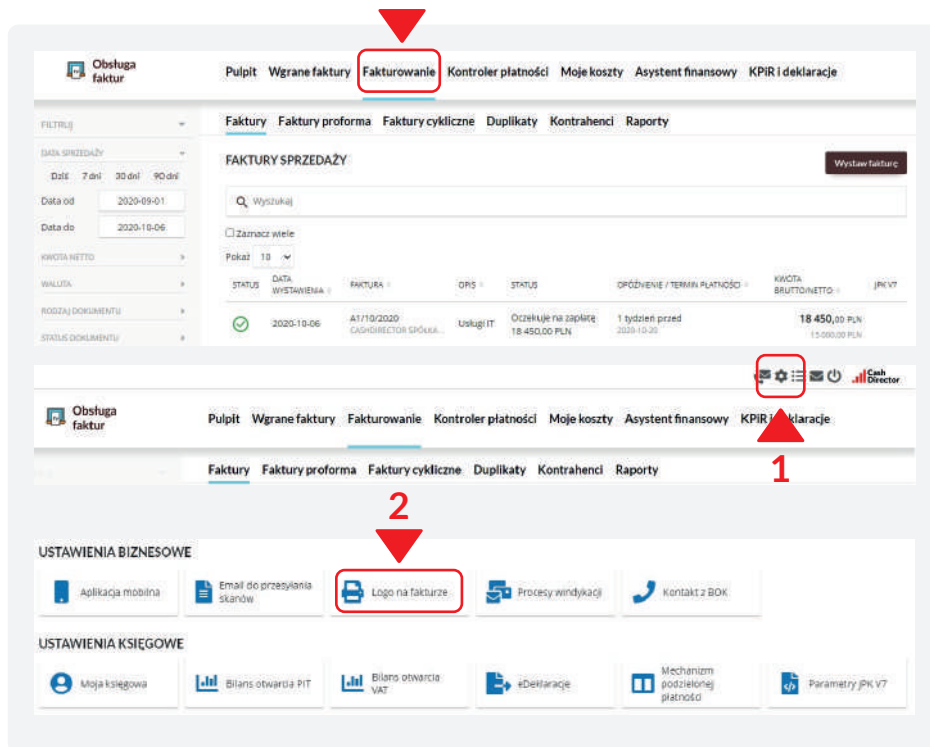 Obsługa
faktur
Pulpit Wgrane faktury Fakturowanie Kontroler płatności Moje koszty Asystent finansowy KPiR i deklaracje
FILTRUJ
Faktury Faktury proforma Faktury cykliczne Duplikaty Kontrahenci Raporty
DATA SPRZEDAŻY
Dziś 7 dni 30 dni 90 dni
FAKTURY SPRZEDAŻY
Wystaw fakturę
Data od 2020-09-01
Wyszukaj
Data do 2020-10-06
Zaznacz wiele
KWOTA NETTO
Pokaż 10
WALUTA
STATUS DATA WYSTAWIENIA FAKTURA OPIS STATUS OPÓŹNIENIE / TERMIN PŁATNOŚCI KWOTA BRUTTO/NETTO JPK V7
RODZAJ DOKUMENTU
2020-10-06 A1/10/2020 Usługi IT Oczekuje na zapłatę 1 tydzień przed 18 450,00 PLN
CASHDIRECTOR SPÓŁKA... 18 450,00 PLN 2020-10-20 15 000,00 PLN
STATUS DOKUMENTU
Cash
Director
Obsługa
faktur
Pulpit Wgrane faktury Fakturowanie Kontroler płatności Moje koszty Asystent finansowy KPiR i deklaracje
1
Faktury Faktury proforma Faktury cykliczne Duplikaty Kontrahenci Raporty
2
USTAWIENIA BIZNESOWE
Aplikacja mobilna
Email do przesyłania
skanów
Logo na fakturze
Procesy windykacji
Kontakt z BOK
USTAWIENIA KSIĘGOWE
Moja księgowa
Bilans otwarcia PIT
Bilans otwarcia
VAT
eDeklaracje
Mechanizm
podzielonej
płatności
Parametry JPK V7